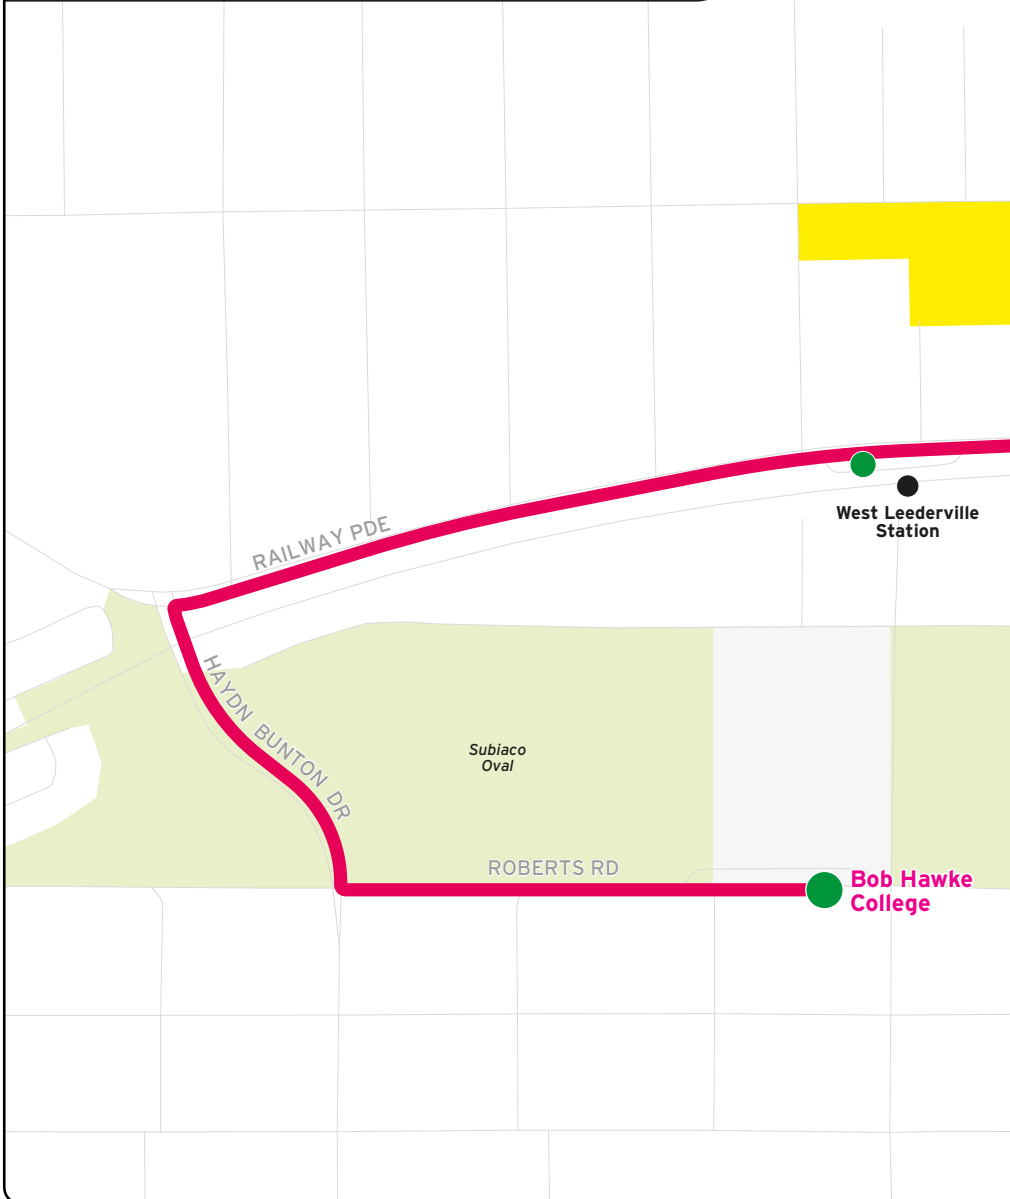 West Leederville
Station
RAILWAY PDE
HAYDN BUNTON DR
Subiaco
Oval
ROBERTS RD
Bob Hawke
College